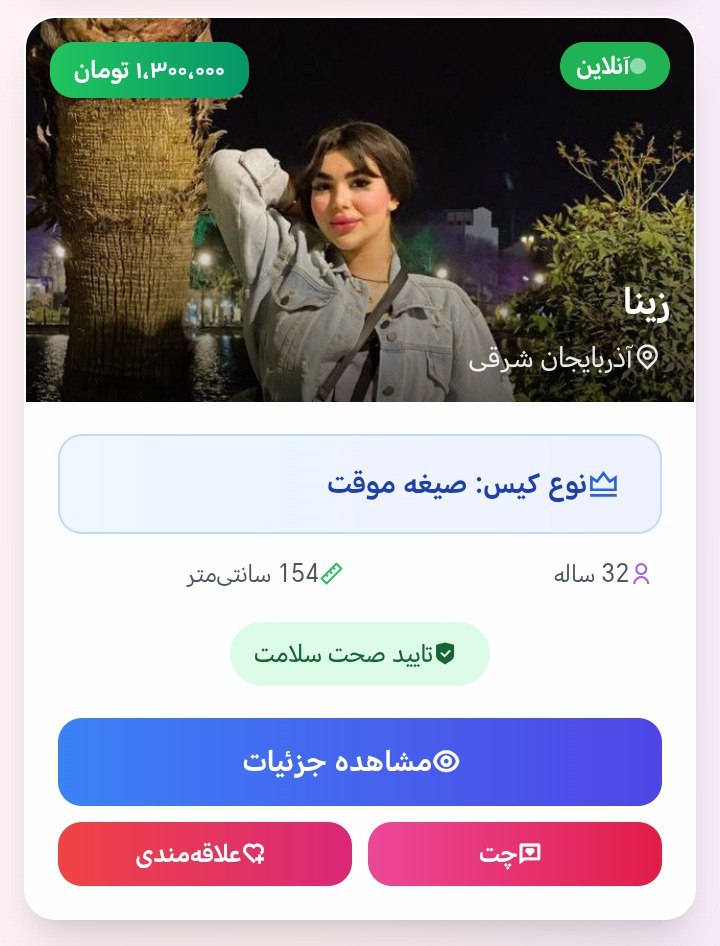 آنلاین
۱,۳۰۰,۰۰۰ تومان
زینا
آذربایجان شرقی
نوع کیس: صیغه موقت
32 ساله
154 سانتی‌متر
تایید صحت سلامت
مشاهده جزئیات
چت
علاقه‌مندی